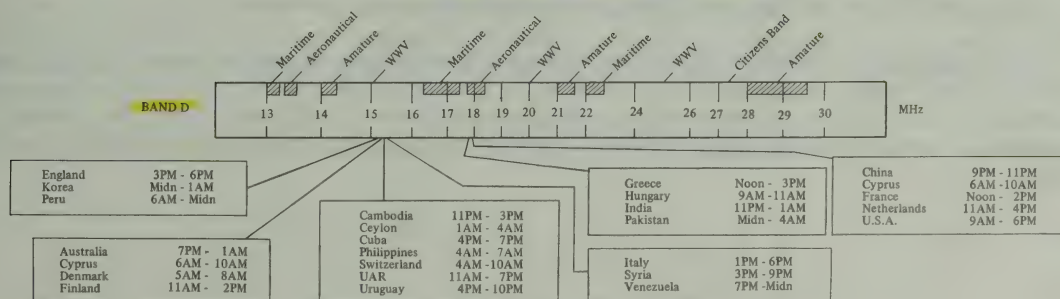 Maritime
Aeronautical
Amature
WWV
Maritime
Aeronautical
WWV
Amature
Maritime
WWV
Citizens Band
Amature
BAND D
13 14 15 16 17 18 19 20 21 22 24 26 27 28 29 30 MHz
England 3PM - 6PM
Korea Midn - 1AM
Peru 6AM - Midn
Australia 7PM - 1AM
Cyprus 6AM - 10AM
Denmark 5AM - 8AM
Finland 11AM - 2PM
Cambodia 11PM - 3PM
Ceylon 1AM - 4AM
Cuba 4PM - 7PM
Philippines 4AM - 7AM
Switzerland 4AM -10AM
UAR 11AM - 7PM
Uruguay 4PM - 10PM
Greece Noon - 3PM
Hungary 9AM -11AM
India 11PM - 1AM
Pakistan Midn - 4AM
Italy 1PM - 6PM
Syria 3PM - 9PM
Venezuela 7PM -Midn
China 9PM - 11PM
Cyprus 6AM -10AM
France Noon - 2PM
Netherlands 11AM - 4PM
U.S.A. 9AM - 6PM